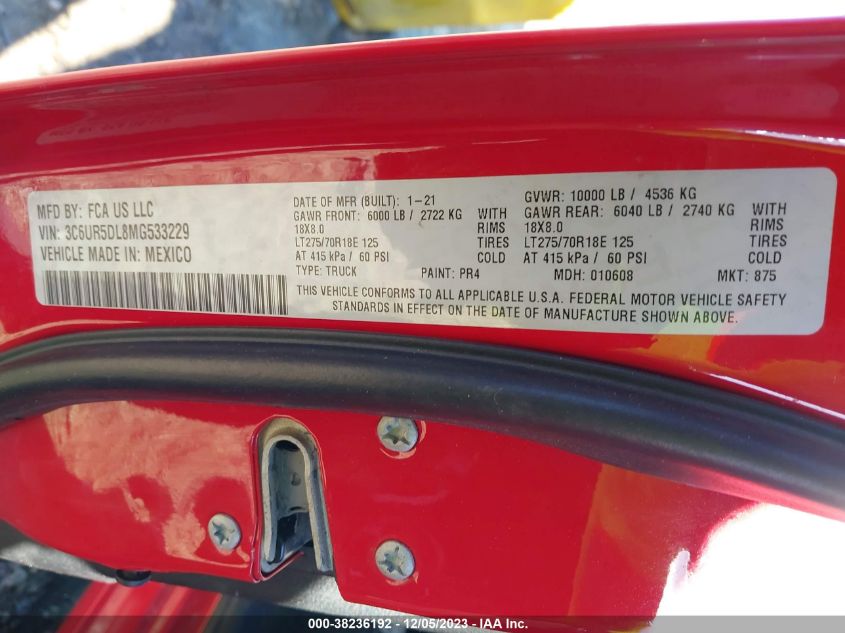 MFD BY: FCA US LLC
VIN: 3C6UR5DL8MG533229
VEHICLE MADE IN: MEXICO
DATE OF MFR (BUILT): 1-21
GAWR FRONT: 6000 LB / 2722 KG WITH
18X8.0 RIMS
LT275/70R18E 125 TIRES
AT 415 kPa / 60 PSI COLD
TYPE: TRUCK PAINT: PR4
GVWR: 10000 LB / 4536 KG
GAWR REAR: 6040 LB / 2740 KG WITH
18X8.0 RIMS
LT275/70R18E 125 TIRES
AT 415 kPa / 60 PSI COLD
MDH: 010608 MKT: 875
THIS VEHICLE CONFORMS TO ALL APPLICABLE U.S.A. FEDERAL MOTOR VEHICLE SAFETY
STANDARDS IN EFFECT ON THE DATE OF MANUFACTURE SHOWN ABOVE.
000-38236192 - 12/05/2023 - IAA Inc.